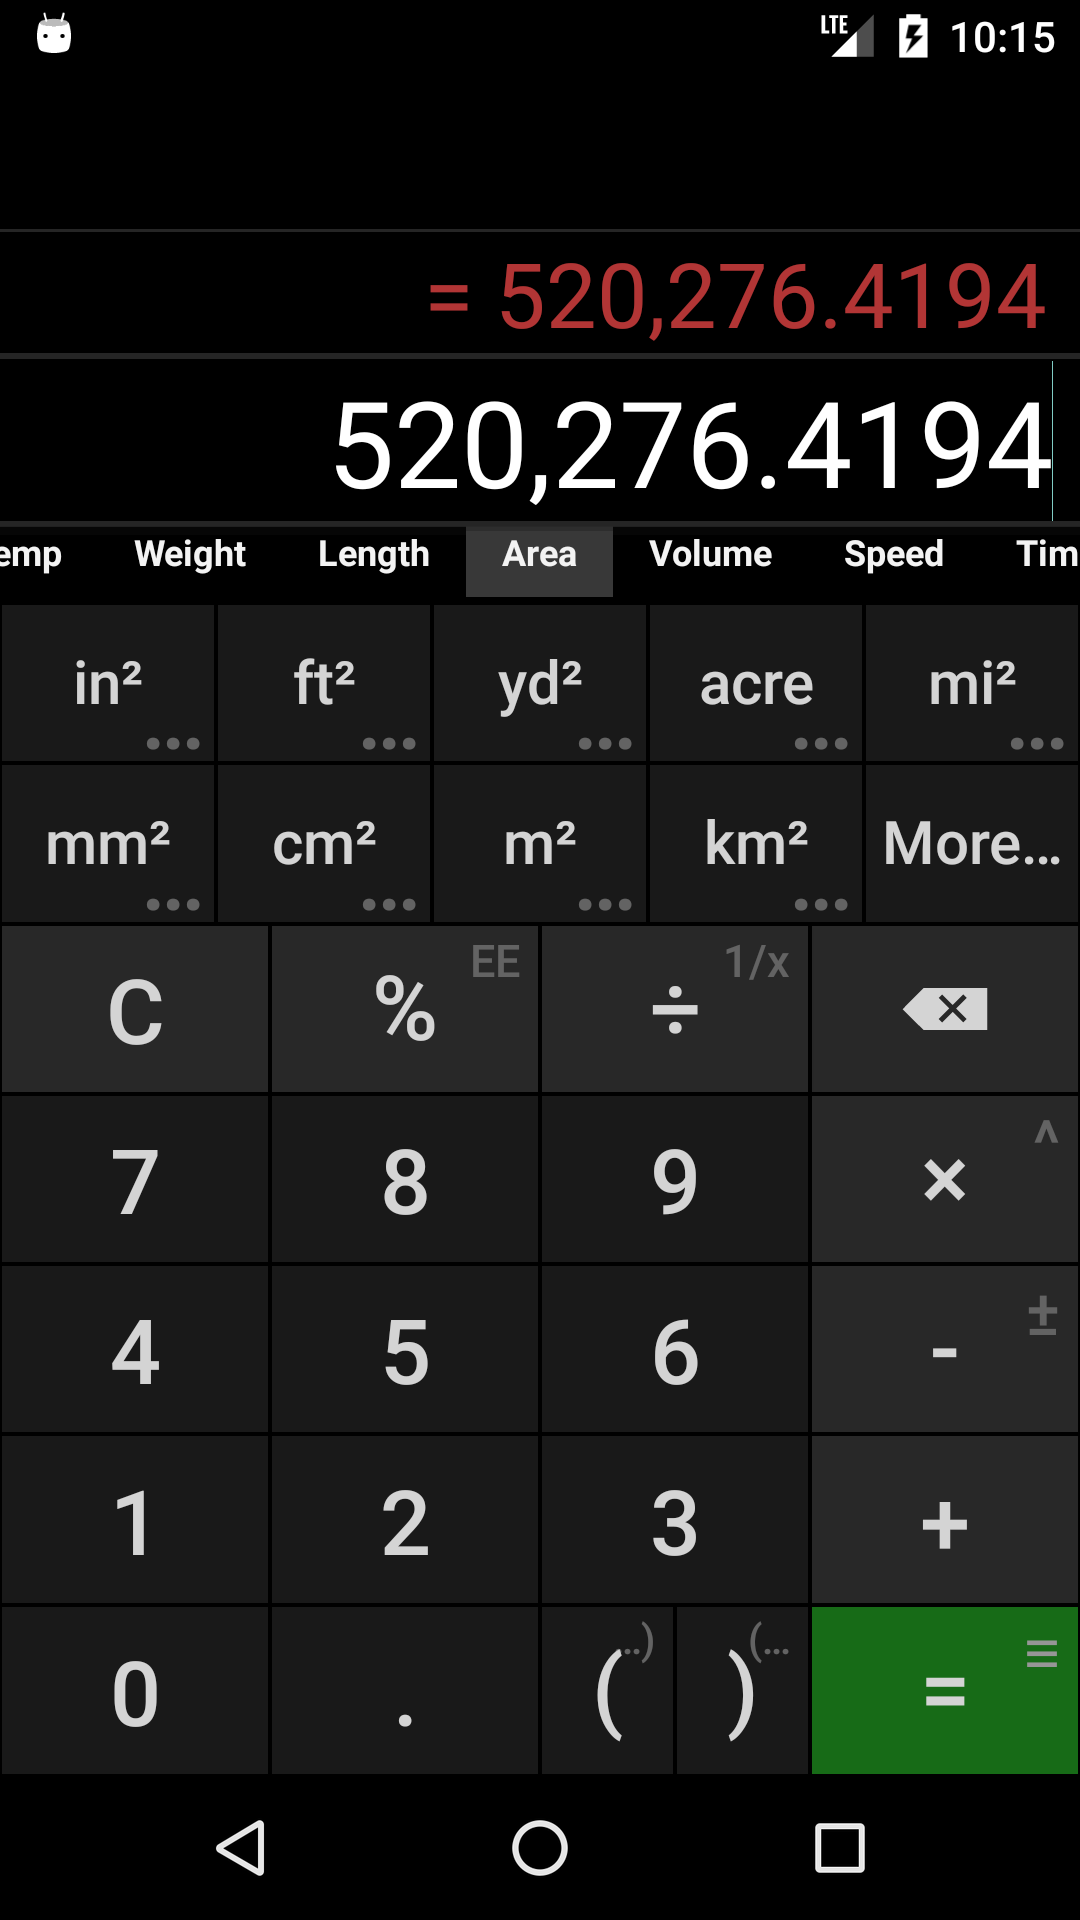 LTE 10:15
= 520,276.4194
520,276.4194
emp Weight Length Area Volume Speed Tim
in² ft² yd² acre mi²
mm² cm² m² km² More...
C % EE ÷ 1/x
7 8 9 × ^
4 5 6 - ±
1 2 3 +
0 . ( ..) ) (... =